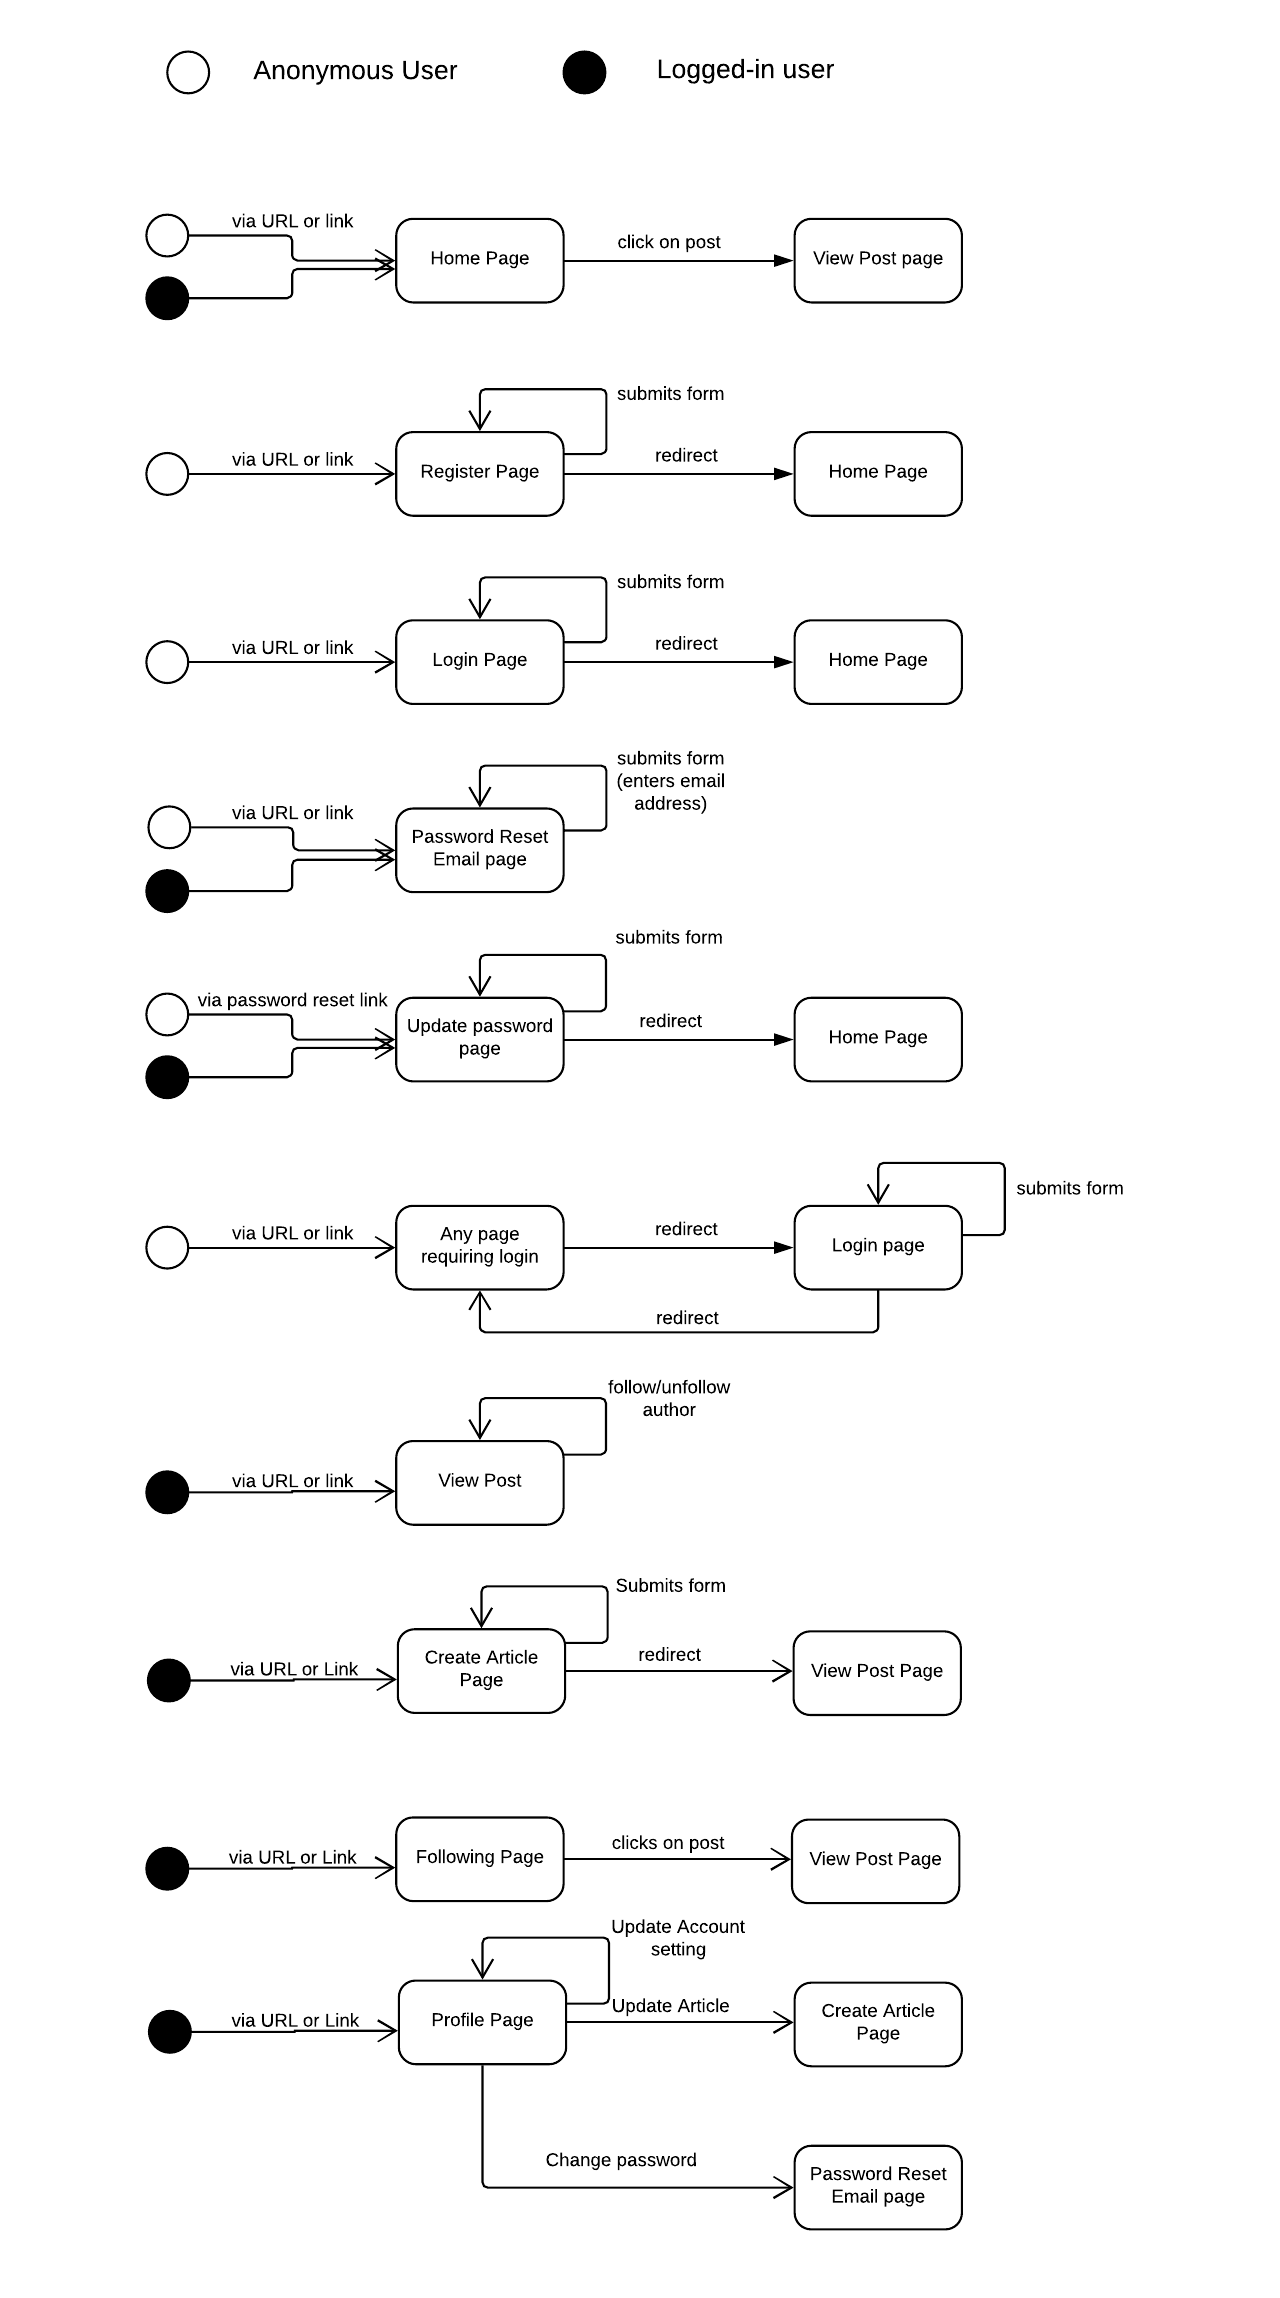 Anonymous User
Logged-in user
via URL or link
Home Page
click on post
View Post page
submits form
via URL or link
Register Page
redirect
Home Page
submits form
via URL or link
Login Page
redirect
Home Page
submits form
(enters email
address)
via URL or link
Password Reset
Email page
submits form
via password reset link
Update password
page
redirect
Home Page
submits form
via URL or link
Any page
requiring login
redirect
Login page
redirect
follow/unfollow
author
via URL or link
View Post
Submits form
via URL or Link
Create Article
Page
redirect
View Post Page
via URL or Link
Following Page
clicks on post
View Post Page
Update Account
setting
via URL or Link
Profile Page
Update Article
Create Article
Page
Change password
Password Reset
Email page